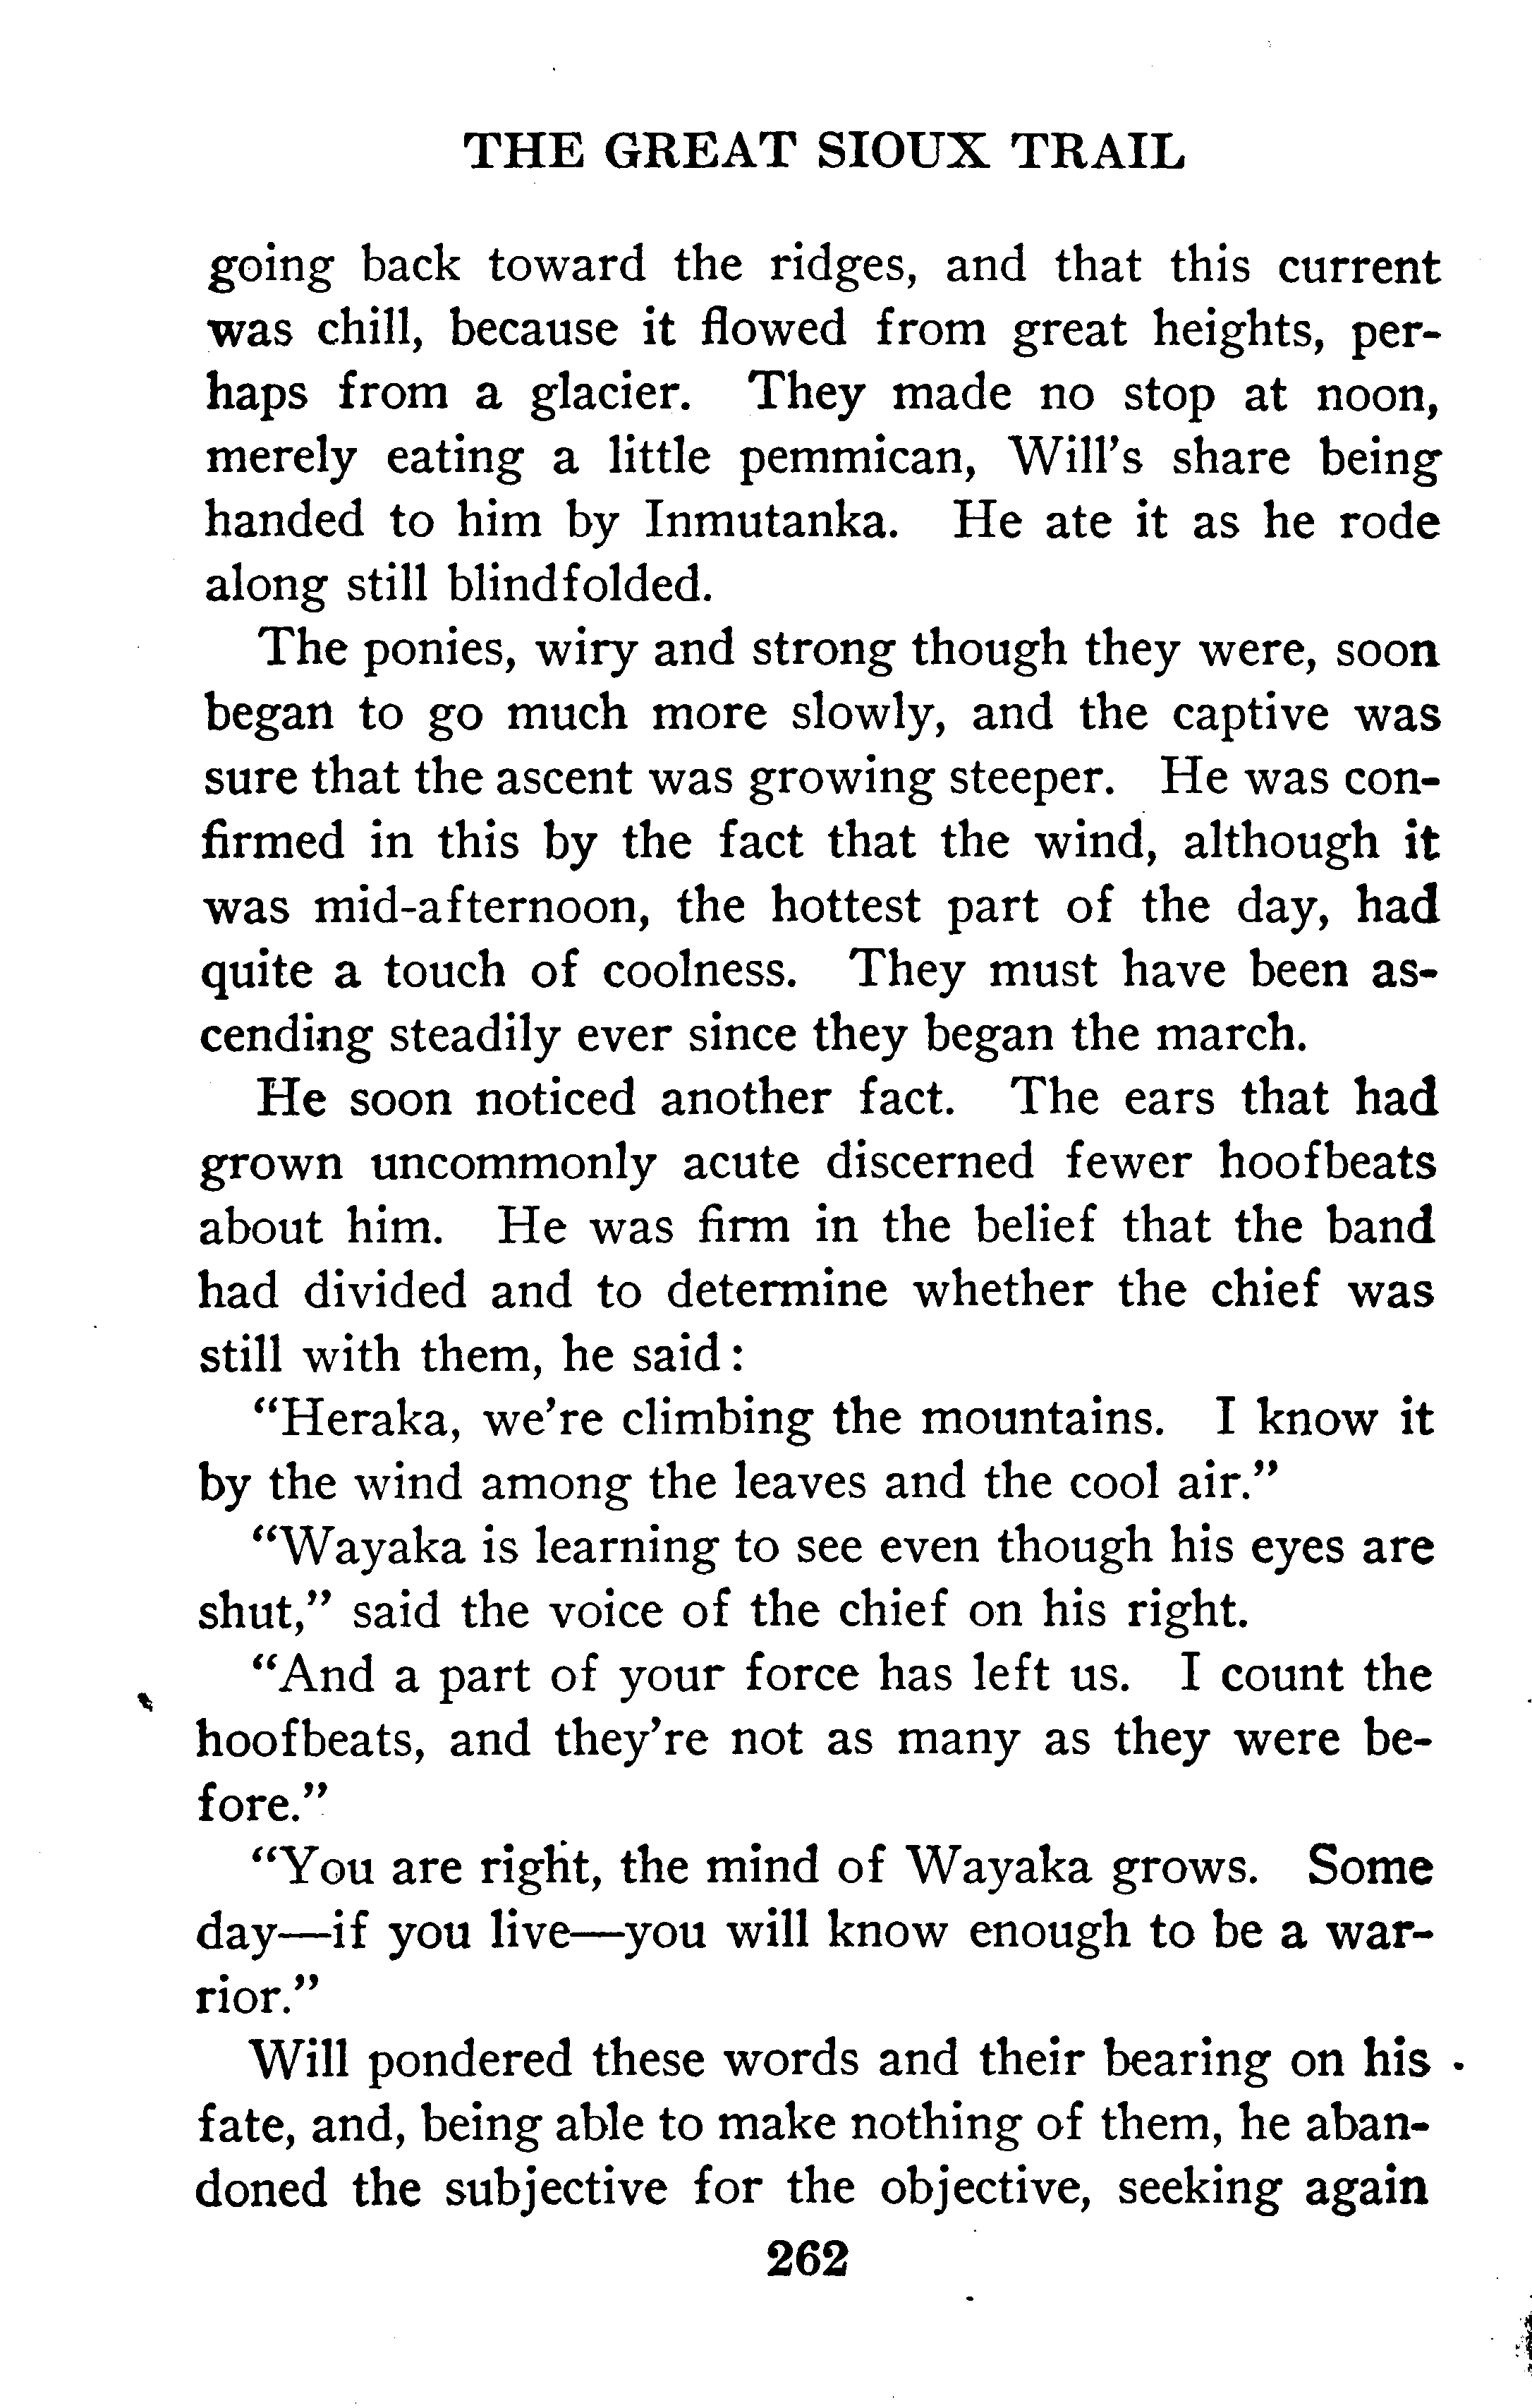 THE GREAT SIOUX TRAIL
going back toward the ridges, and that this current
was chill, because it flowed from great heights, per-
haps from a glacier. They made no stop at noon,
merely eating a little pemmican, Will's share being
handed to him by Inmutanka. He ate it as he rode
along still blindfolded.
The ponies, wiry and strong though they were, soon
began to go much more slowly, and the captive was
sure that the ascent was growing steeper. He was con-
firmed in this by the fact that the wind, although it
was mid-afternoon, the hottest part of the day, had
quite a touch of coolness. They must have been as-
cending steadily ever since they began the march.
He soon noticed another fact. The ears that had
grown uncommonly acute discerned fewer hoofbeats
about him. He was firm in the belief that the band
had divided and to determine whether the chief was
still with them, he said:
"Heraka, we're climbing the mountains. I know it
by the wind among the leaves and the cool air."
"Wayaka is learning to see even though his eyes are
shut," said the voice of the chief on his right.
"And a part of your force has left us. I count the
hoofbeats, and they're not as many as they were be-
fore."
"You are right, the mind of Wayaka grows. Some
day—if you live—you will know enough to be a war-
rior."
Will pondered these words and their bearing on his
fate, and, being able to make nothing of them, he aban-
doned the subjective for the objective, seeking again
262